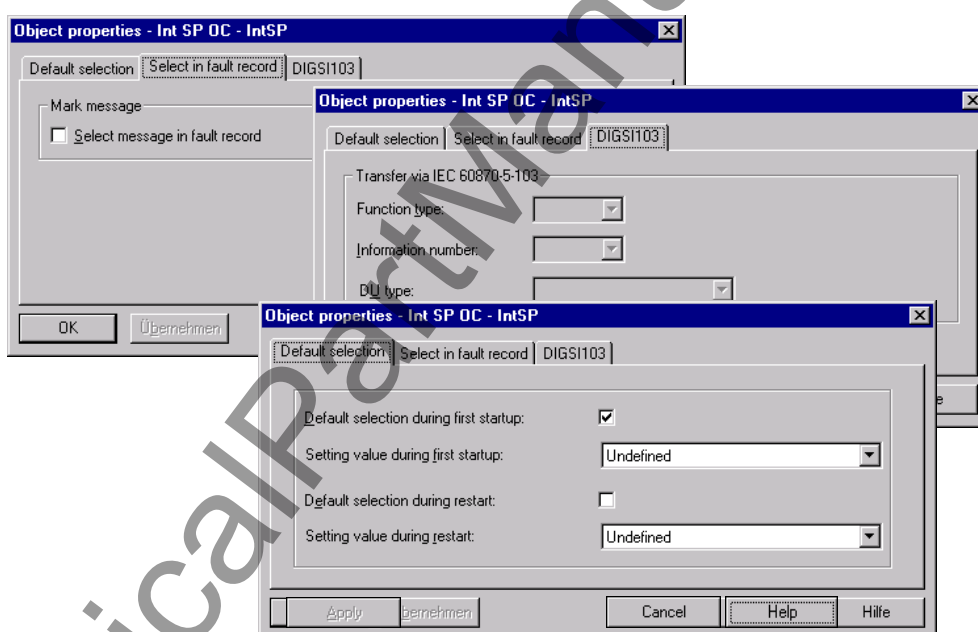 Object properties - Int SP OC - IntSP
Default selection Select in fault record DIGSI103
Mark message
Select message in fault record
OK Übernehmen
Object properties - Int SP OC - IntSP
Default selection Select in fault record DIGSI103
Transfer via IEC 60870-5-103
Function type:
Information number:
DU type:
e
Object properties - Int SP OC - IntSP
Default selection Select in fault record DIGSI103
Default selection during first startup:
Setting value during first startup: Undefined
Default selection during restart:
Setting value during restart: Undefined
Apply bernehmen Cancel Help Hilfe
icalPartManu